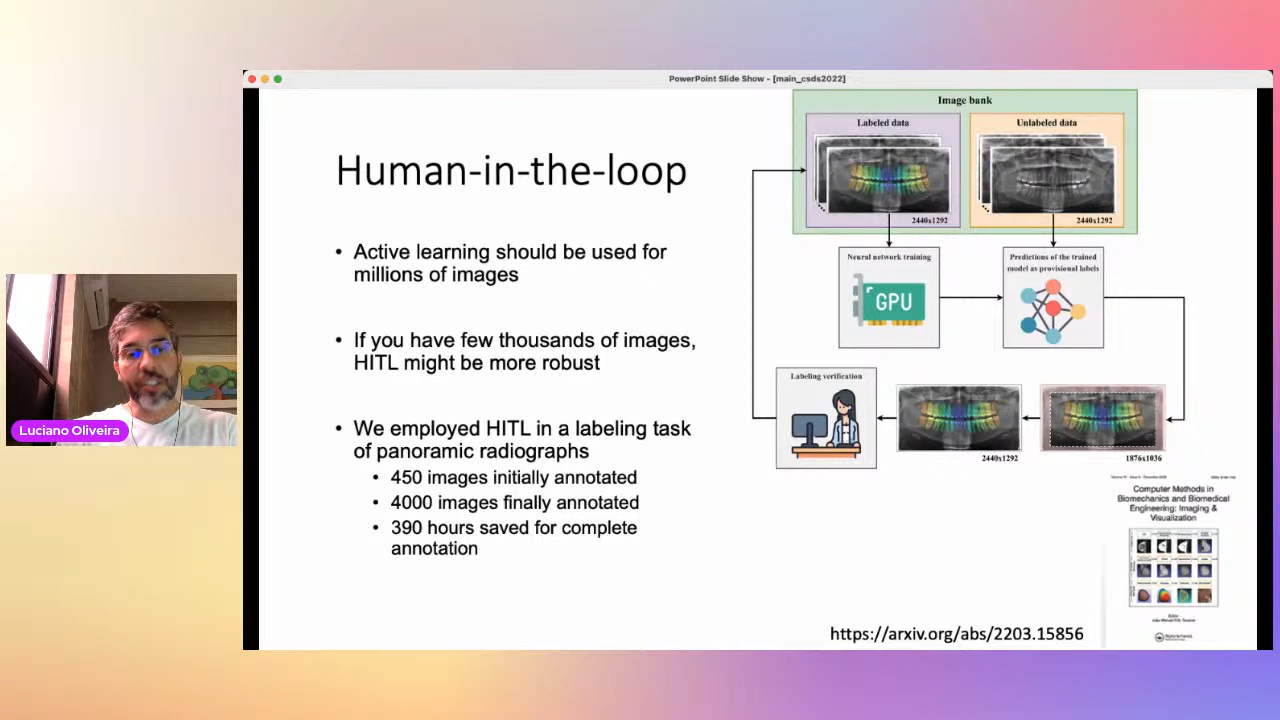 PowerPoint Slide Show - [main_csds2022]
Human-in-the-loop
• Active learning should be used for
millions of images
• If you have few thousands of images,
HITL might be more robust
• We employed HITL in a labeling task
of panoramic radiographs
• 450 images initially annotated
• 4000 images finally annotated
• 390 hours saved for complete
annotation
Image bank
Labeled data
Unlabeled data
2440x1292
2440x1292
Neural network training
GPU
Predictions of the trained
model as provisional labels
Labeling verification
2440x1292
1876x1036
Computer Methods in
Biomechanics and Biomedical
Engineering: Imaging &
Visualization
https://arxiv.org/abs/2203.15856
Luciano Oliveira